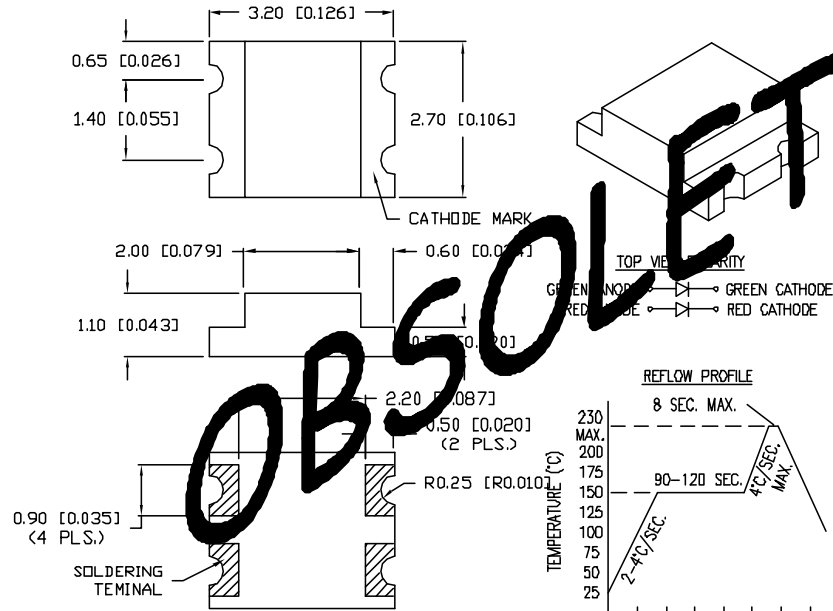 3.20 [0.126]
0.65 [0.026]
1.40 [0.055]
2.70 [0.106]
CATHODE MARK
2.00 [0.079]
0.60
1.10 [0.043]
TOP VIEW
GREEN
GREEN CATHODE
RED CATHODE
OBSOLET
2.20 [0.087]
0.50 [0.020]
(2 PLS.)
R0.25 [R0.010]
0.90 [0.035]
(4 PLS.)
SOLDERING
TEMINAL
REFLOW PROFILE
8 SEC. MAX.
230
MAX.
200
175
150
125
100
75
50
25
TEMPERATURE (°C)
90-120 SEC.
2-4°C/SEC.
4°C/SEC.
MAX.